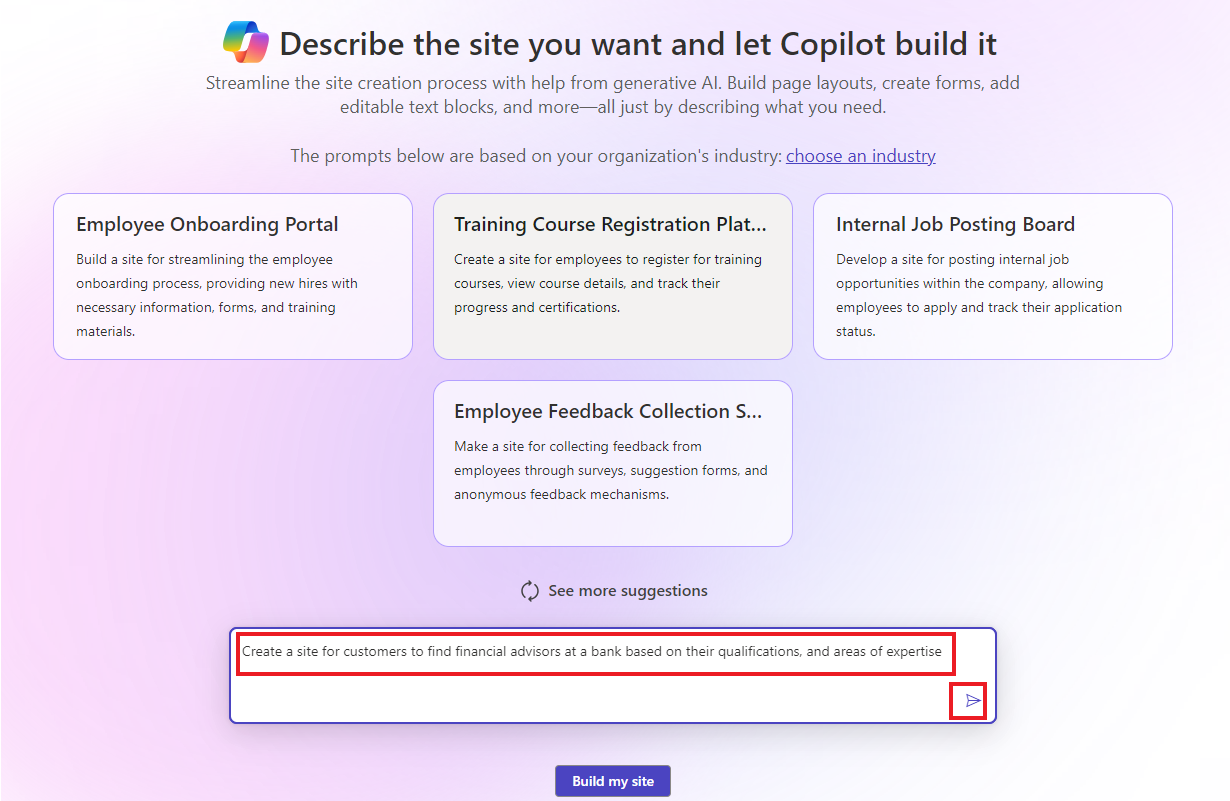 Describe the site you want and let Copilot build it
Streamline the site creation process with help from generative AI. Build page layouts, create forms, add
editable text blocks, and more—all just by describing what you need.
The prompts below are based on your organization's industry: choose an industry
Employee Onboarding Portal
Build a site for streamlining the employee
onboarding process, providing new hires with
necessary information, forms, and training
materials.
Training Course Registration Plat...
Create a site for employees to register for training
courses, view course details, and track their
progress and certifications.
Internal Job Posting Board
Develop a site for posting internal job
opportunities within the company, allowing
employees to apply and track their application
status.
Employee Feedback Collection S...
Make a site for collecting feedback from
employees through surveys, suggestion forms, and
anonymous feedback mechanisms.
See more suggestions
Create a site for customers to find financial advisors at a bank based on their qualifications, and areas of expertise
Build my site